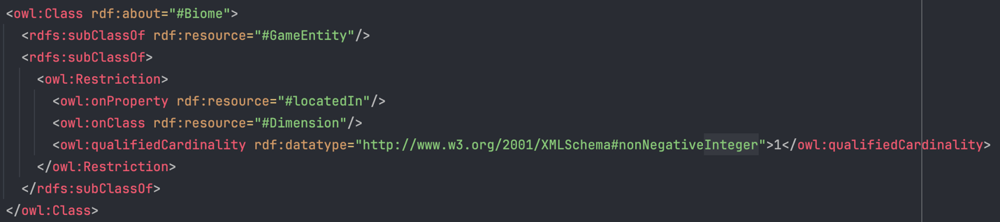 <owl:Class rdf:about="#Biome">
<rdfs:subClassOf rdf:resource="#GameEntity"/>
<rdfs:subClassOf>
<owl:Restriction>
<owl:onProperty rdf:resource="#locatedIn"/>
<owl:onClass rdf:resource="#Dimension"/>
<owl:qualifiedCardinality rdf:datatype="http://www.w3.org/2001/XMLSchema#nonNegativeInteger">1</owl:qualifiedCardinality>
</owl:Restriction>
</rdfs:subClassOf>
</owl:Class>